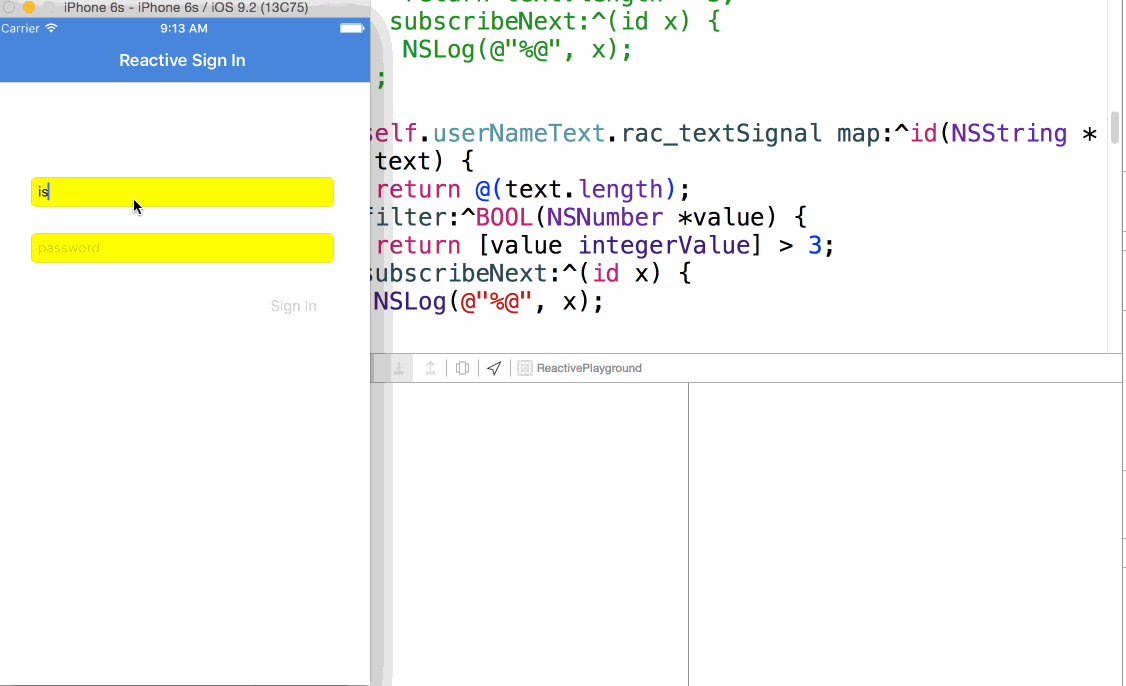 iPhone 6s - iPhone 6s / iOS 9.2 (13C75)
Carrier
9:13 AM
Reactive Sign In
is
password
Sign In
subscribeNext:^(id x) {
NSLog(@"%@", x);
;
self.userNameText.rac_textSignal map:^id(NSString *
text) {
return @(text.length);
filter:^BOOL(NSNumber *value) {
return [value integerValue] > 3;
subscribeNext:^(id x) {
NSLog(@"%@", x);
ReactivePlayground